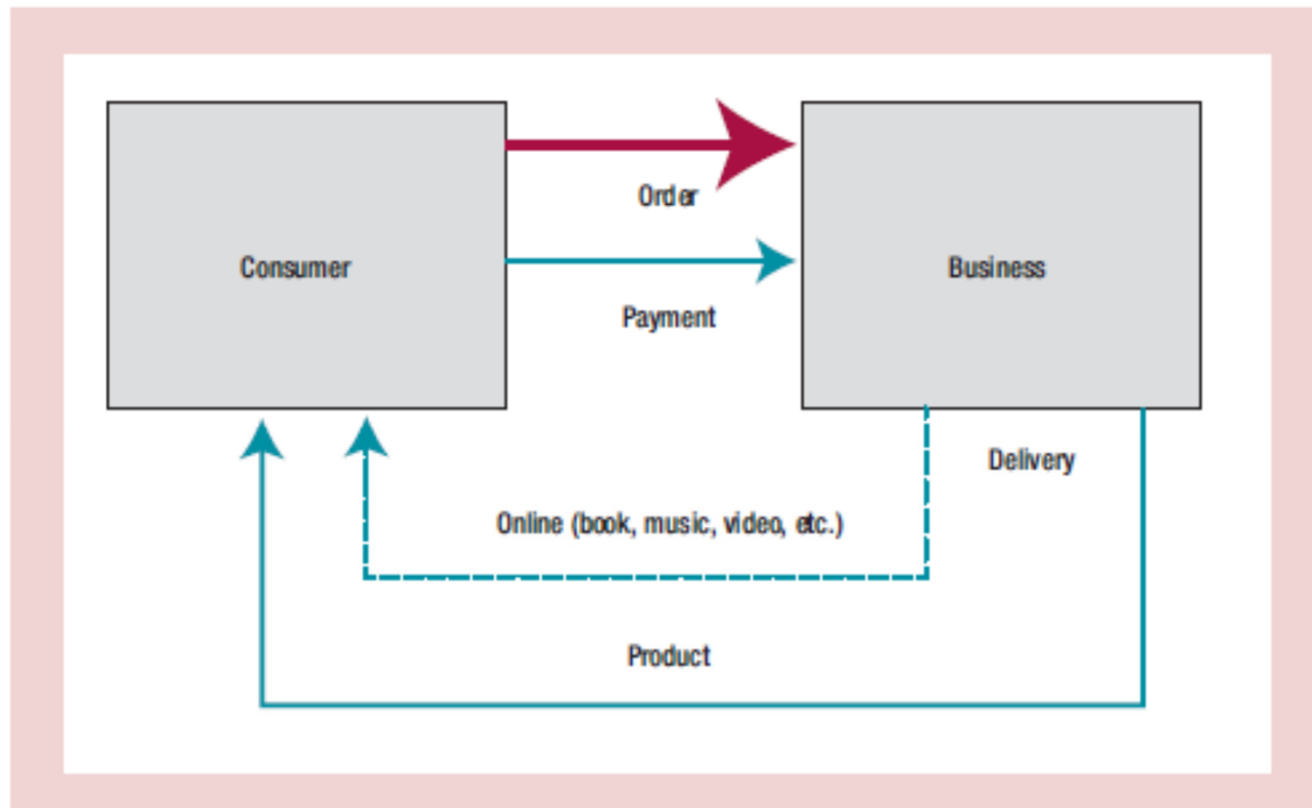 Order
Consumer
Business
Payment
Delivery
Online (book, music, video, etc.)
Product